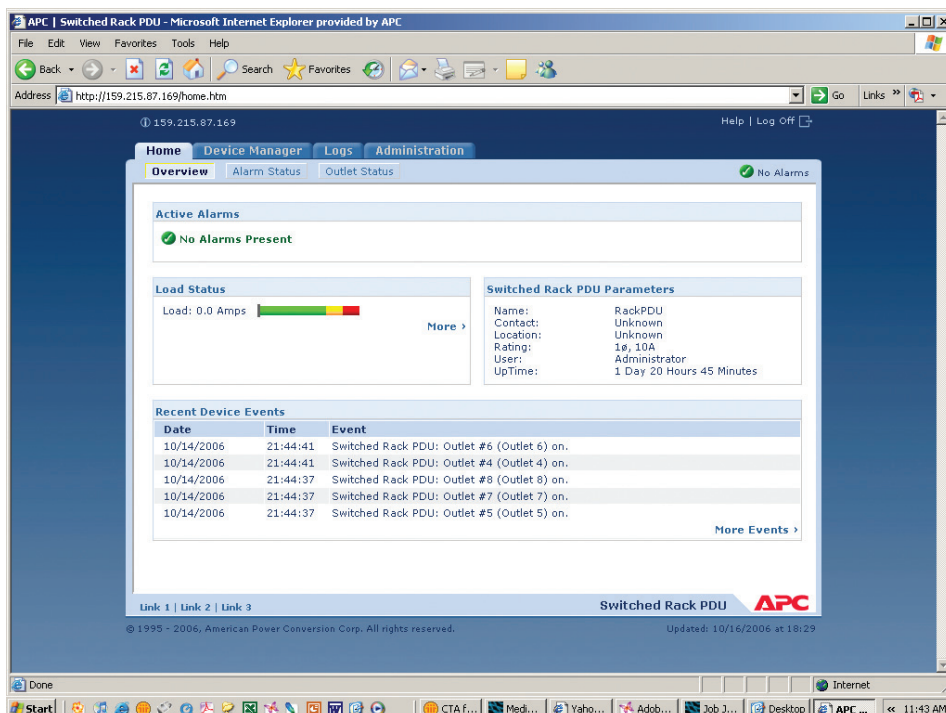 APC | Switched Rack PDU - Microsoft Internet Explorer provided by APC
File Edit View Favorites Tools Help
Back Search Favorites
Address http://159.215.87.169/home.htm Go Links »
159.215.87.169 Help | Log Off
Home Device Manager Logs Administration
Overview Alarm Status Outlet Status No Alarms
Active Alarms
No Alarms Present
Load Status
Load: 0.0 Amps
More ›
Switched Rack PDU Parameters
Name: RackPDU
Contact: Unknown
Location: Unknown
Rating: 1ø, 10A
User: Administrator
UpTime: 1 Day 20 Hours 45 Minutes
Recent Device Events
Date Time Event
10/14/2006 21:44:41 Switched Rack PDU: Outlet #6 (Outlet 6) on.
10/14/2006 21:44:41 Switched Rack PDU: Outlet #4 (Outlet 4) on.
10/14/2006 21:44:37 Switched Rack PDU: Outlet #8 (Outlet 8) on.
10/14/2006 21:44:37 Switched Rack PDU: Outlet #7 (Outlet 7) on.
10/14/2006 21:44:37 Switched Rack PDU: Outlet #5 (Outlet 5) on.
More Events ›
Link 1 | Link 2 | Link 3 Switched Rack PDU APC
© 1995 - 2006, American Power Conversion Corp. All rights reserved. Updated: 10/16/2006 at 18:29
Done Internet
Start CTA f... Medi... Yaho... Adob... Job J... Desktop APC ... « 11:43 AM